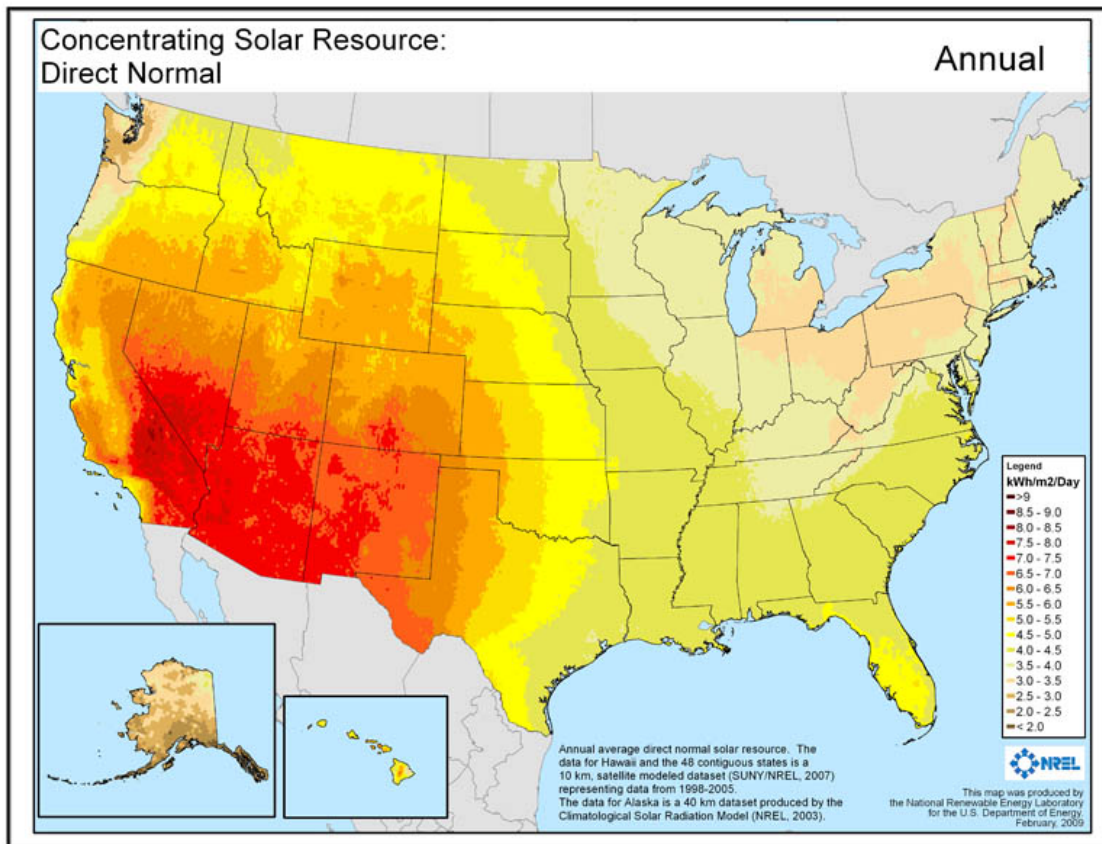 Concentrating Solar Resource:
Direct Normal
Annual
Legend
kWh/m2/Day
>9
8.5 - 9.0
8.0 - 8.5
7.5 - 8.0
7.0 - 7.5
6.5 - 7.0
6.0 - 6.5
5.5 - 6.0
5.0 - 5.5
4.5 - 5.0
4.0 - 4.5
3.5 - 4.0
3.0 - 3.5
2.5 - 3.0
2.0 - 2.5
< 2.0
Annual average direct normal solar resource. The
data for Hawaii and the 48 contiguous states is a
10 km, satellite modeled dataset (SUNY/NREL, 2007)
representing data from 1998-2005.
The data for Alaska is a 40 km dataset produced by the
Climatological Solar Radiation Model (NREL, 2003).
NREL
This map was produced by
the National Renewable Energy Laboratory
for the U.S. Department of Energy.
February, 2009